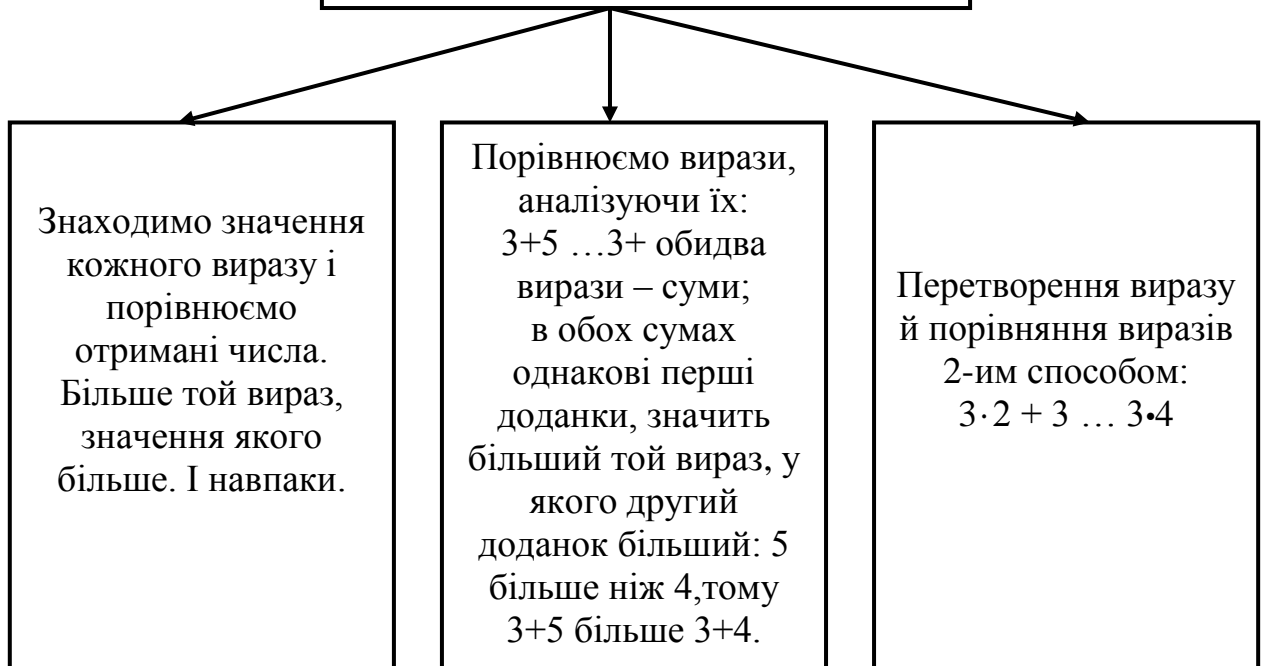 Знаходимо значення
кожного виразу і
порівнюємо
отримані числа.
Більше той вираз,
значення якого
більше. І навпаки.
Порівнюємо вирази,
аналізуючи їх:
3+5 …3+ обидва
вирази – суми;
в обох сумах
однакові перші
доданки, значить
більший той вираз, у
якого другий
доданок більший: 5
більше ніж 4,тому
3+5 більше 3+4.
Перетворення виразу
й порівняння виразів
2-им способом:
3·2 + 3 … 3•4